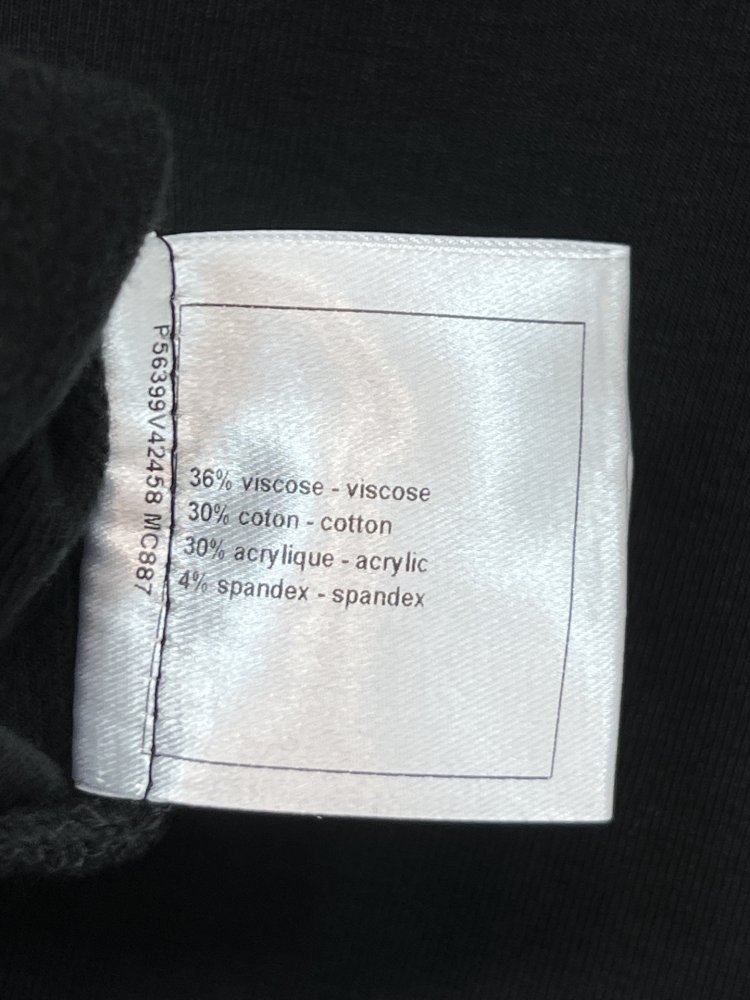 P56399V42458 MC887
36% viscose - viscose
30% coton - cotton
30% acrylique - acrylic
4% spandex - spandex